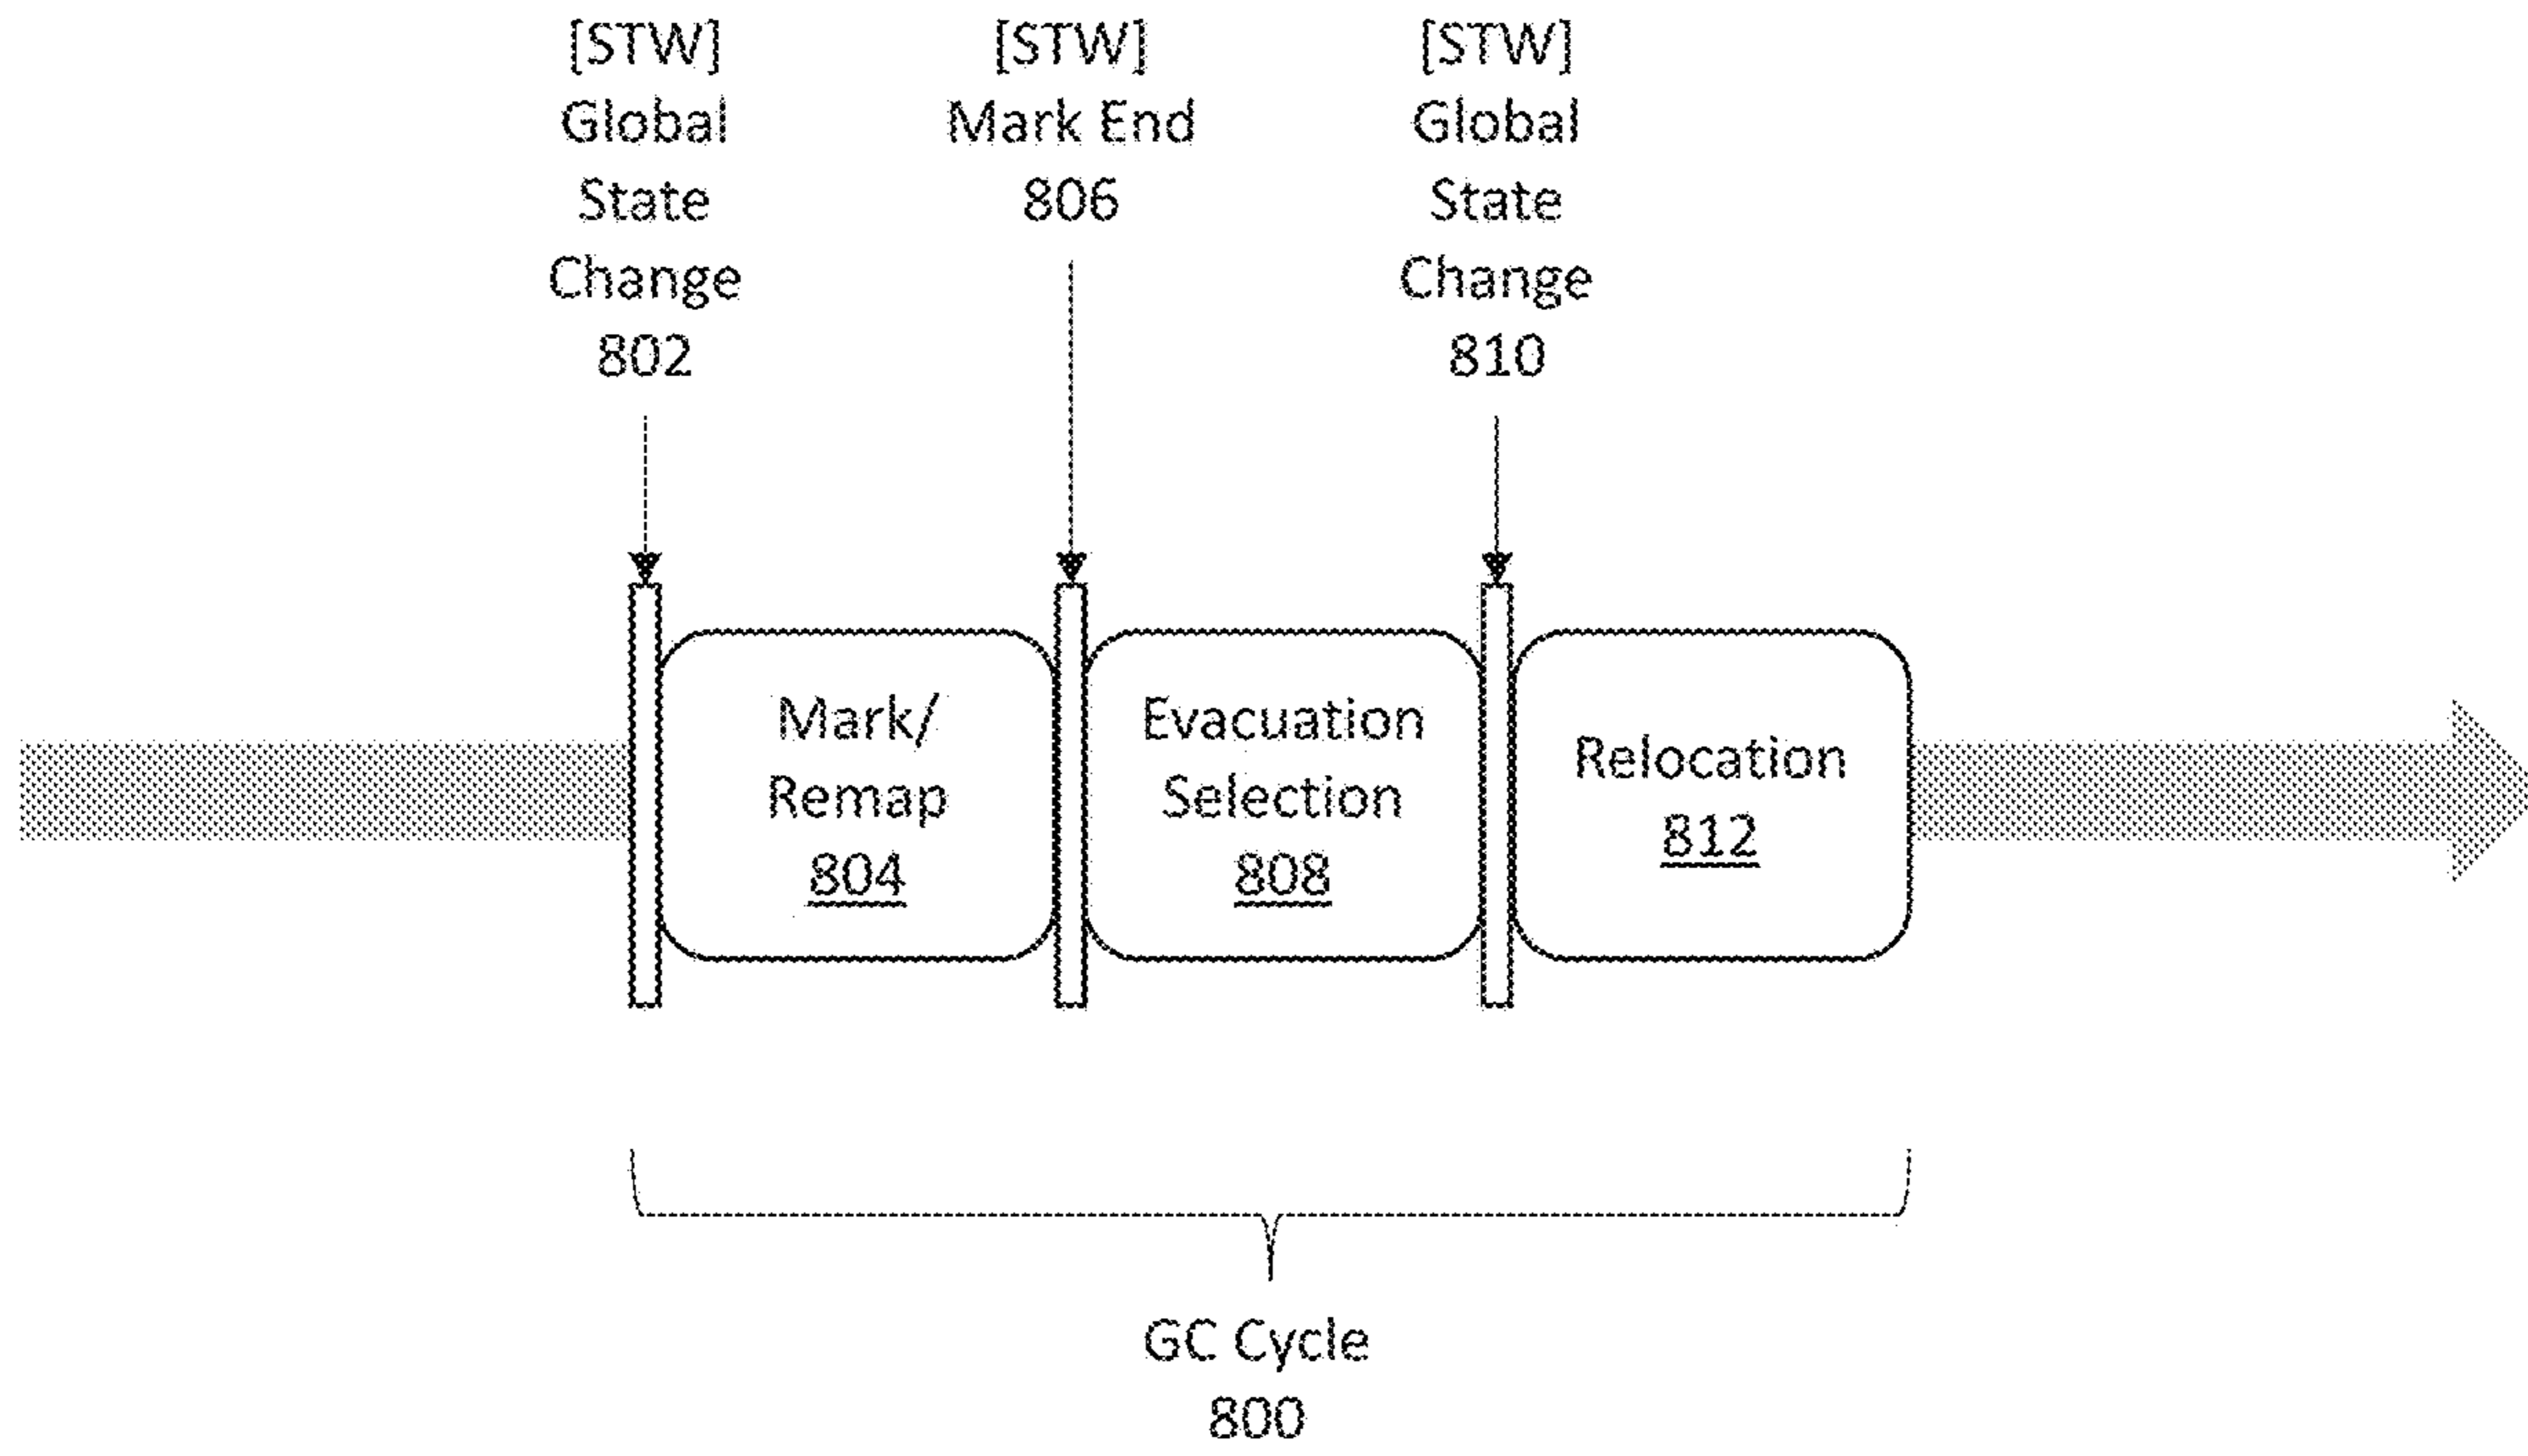 [STW]
Global
State
Change
802
[STW]
Mark End
806
[STW]
Global
State
Change
810
Mark/
Remap
804
Evacuation
Selection
808
Relocation
812
GC Cycle
800